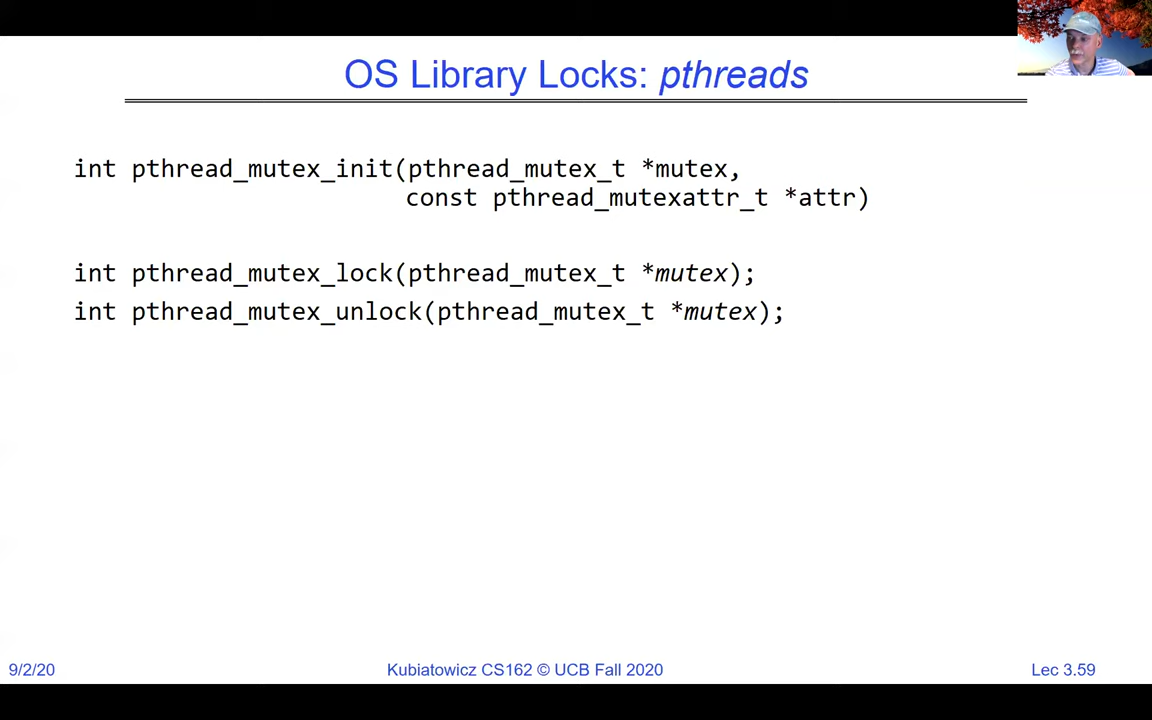 OS Library Locks: pthreads
int pthread_mutex_init(pthread_mutex_t *mutex,
const pthread_mutexattr_t *attr)
int pthread_mutex_lock(pthread_mutex_t *mutex);
int pthread_mutex_unlock(pthread_mutex_t *mutex);
9/2/20
Kubiatowicz CS162 © UCB Fall 2020
Lec 3.59